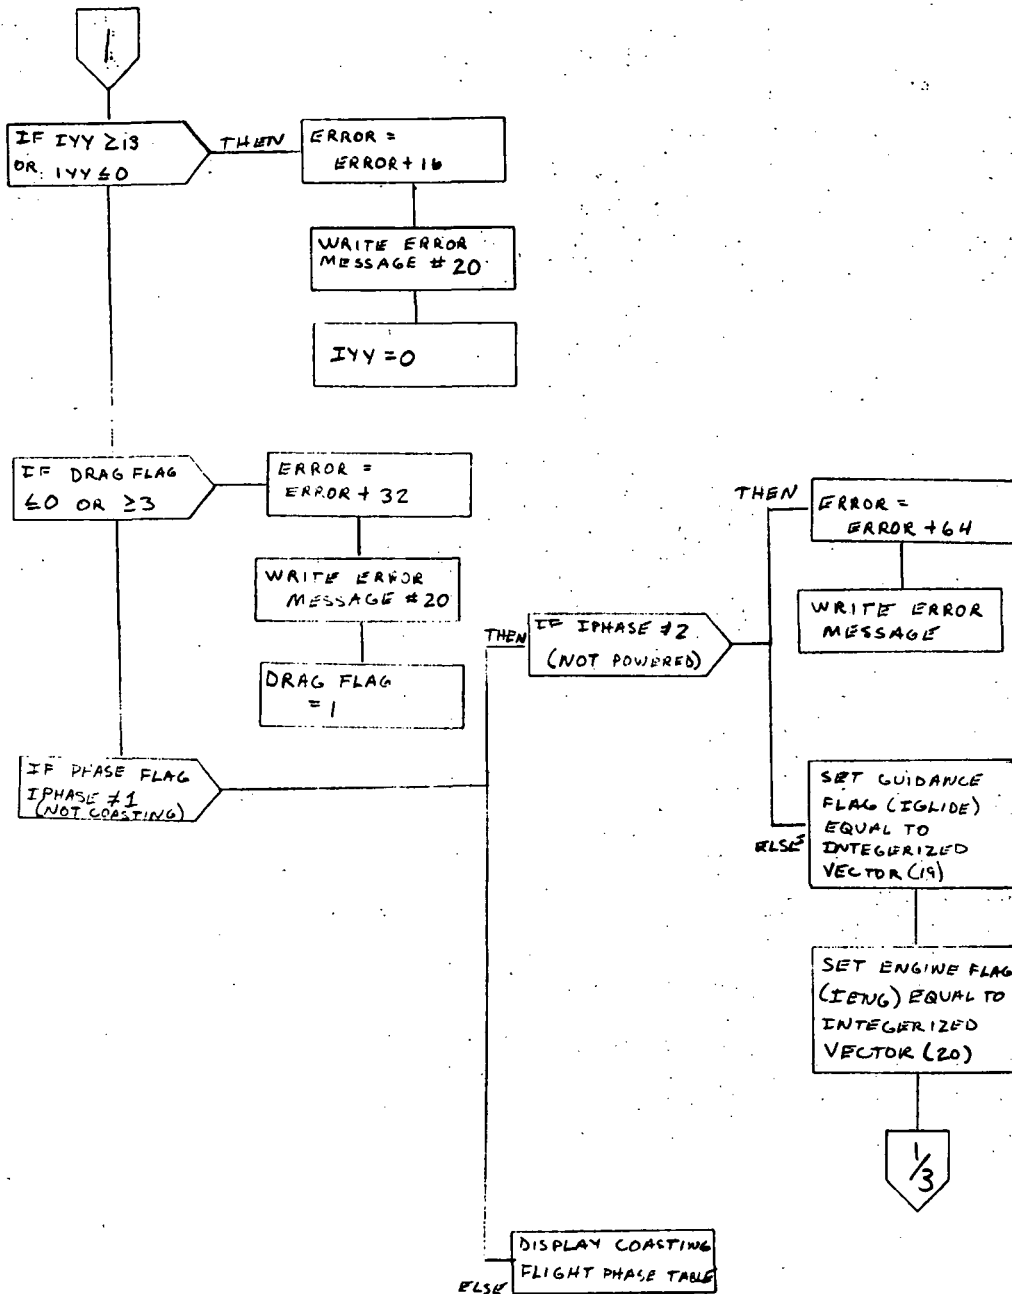 1
IF IYY ≥13
OR IYY ≤0
THEN
ERROR =
ERROR + 16
WRITE ERROR
MESSAGE # 20
IYY = 0
IF DRAG FLAG
≤0 OR ≥3
ERROR =
ERROR + 32
WRITE ERROR
MESSAGE #20
DRAG FLAG
= 1
IF PHASE FLAG
IPHASE ≠1
(NOT COASTING)
THEN
IF IPHASE ≠2
(NOT POWERED)
THEN
ERROR =
ERROR +64
WRITE ERROR
MESSAGE
ELSE
SET GUIDANCE
FLAG (IGLIDE)
EQUAL TO
INTEGERIZED
VECTOR (19)
SET ENGINE FLAG
(IENG) EQUAL TO
INTEGERIZED
VECTOR (20)
1/3
ELSE
DISPLAY COASTING
FLIGHT PHASE TABLE